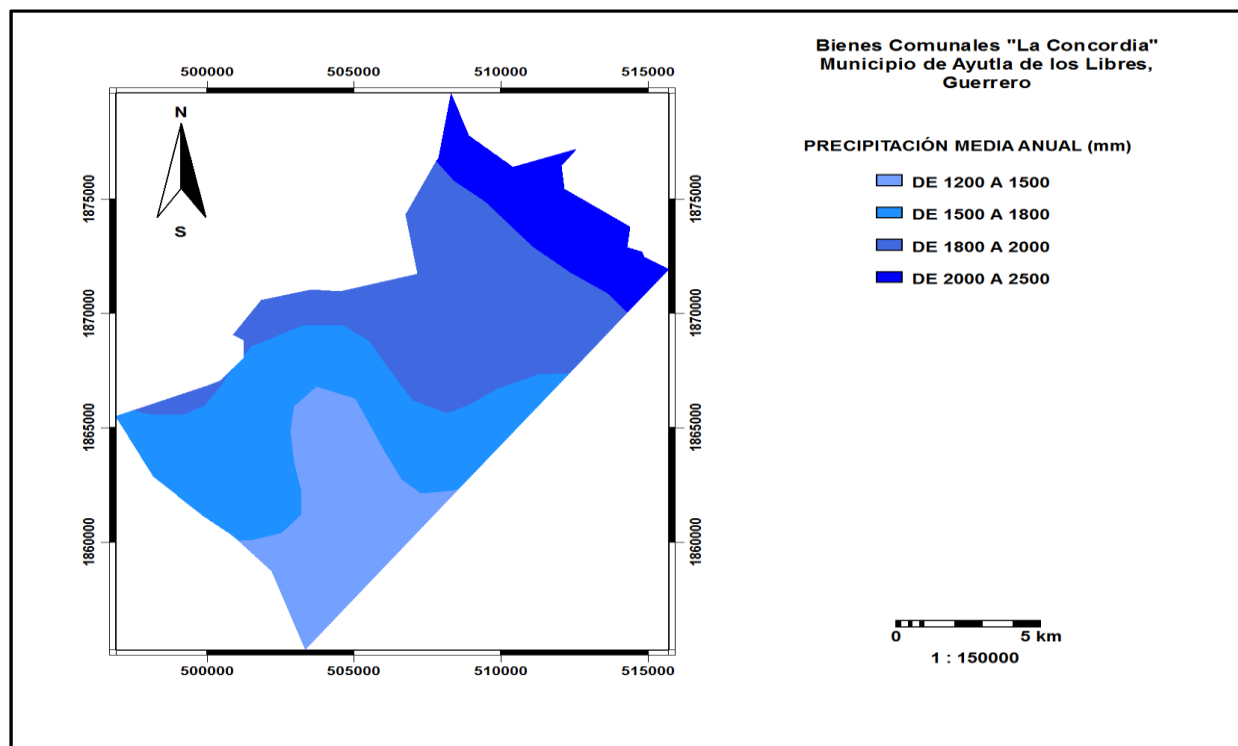 Bienes Comunales "La Concordia"
Municipio de Ayutla de los Libres,
Guerrero
PRECIPITACIÓN MEDIA ANUAL (mm)
DE 1200 A 1500
DE 1500 A 1800
DE 1800 A 2000
DE 2000 A 2500
500000 505000 510000 515000
N
S
1875000 1875000
1870000 1870000
1865000 1865000
1860000 1860000
500000 505000 510000 515000
0 5 km
1 : 150000